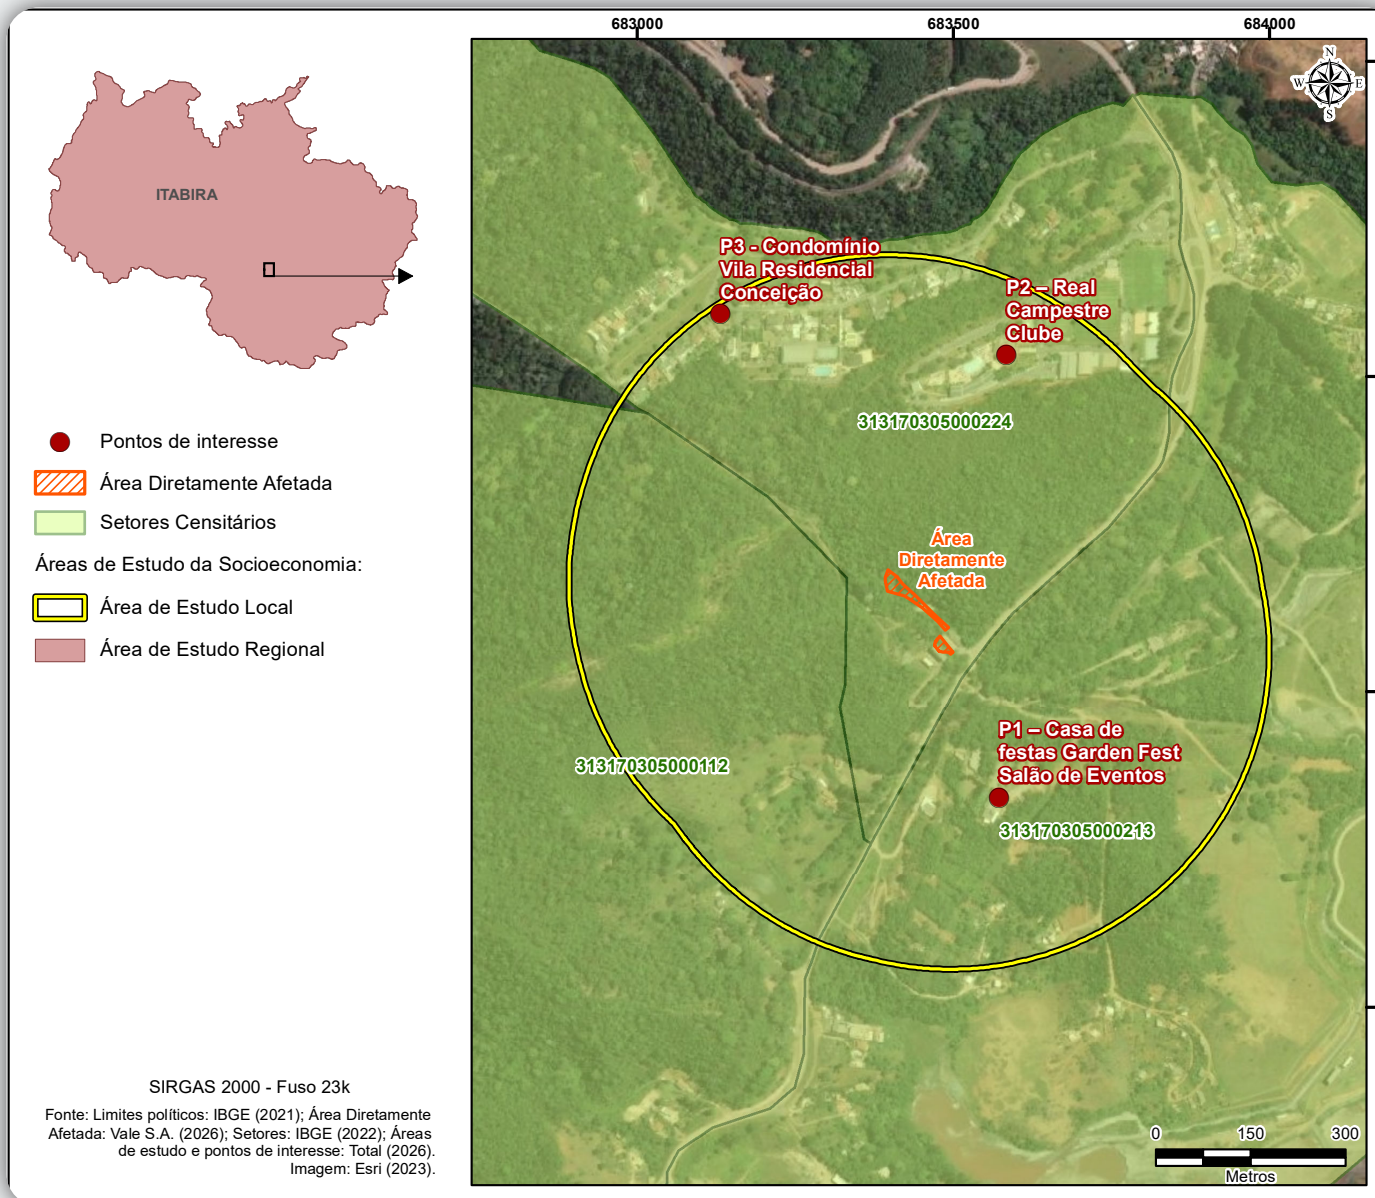 683000
683500
684000
N
W
E
S
ITABIRA
P3 - Condomínio
Vila Residencial
Conceição
P2 – Real
Campestre
Clube
313170305000224
Pontos de interesse
Área Diretamente Afetada
Setores Censitários
Áreas de Estudo da Socioeconomia:
Área de Estudo Local
Área de Estudo Regional
Área
Diretamente
Afetada
P1 – Casa de
festas Garden Fest
Salão de Eventos
313170305000112
313170305000213
SIRGAS 2000 - Fuso 23k
Fonte: Limites políticos: IBGE (2021); Área Diretamente
Afetada: Vale S.A. (2026); Setores: IBGE (2022); Áreas
de estudo e pontos de interesse: Total (2026).
Imagem: Esri (2023).
0 150 300
Metros